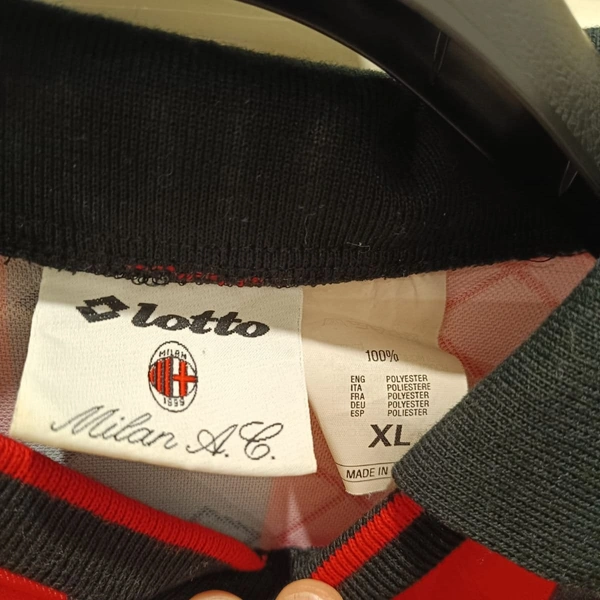 lotto
MILAN
1899
Milan A.C.
100%
ENG POLYESTER
ITA POLIESTERE
FRA POLYESTER
DEU POLYESTER
ESP POLIESTER
XL
MADE IN